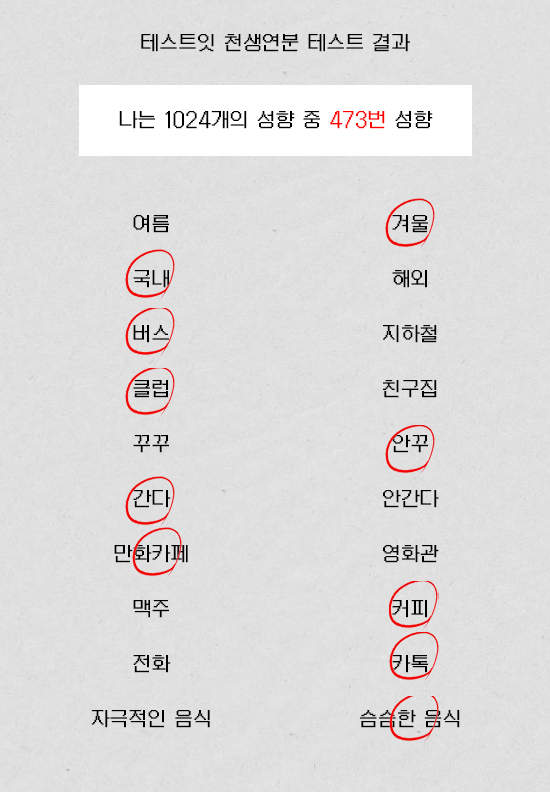 테스트잇 천생연분 테스트 결과
나는 1024개의 성향 중 473번 성향
여름 겨울
국내 해외
버스 지하철
클럽 친구집
꾸꾸 안꾸
간다 안간다
만화카페 영화관
맥주 커피
전화 카톡
자극적인 음식 슴슴한 음식